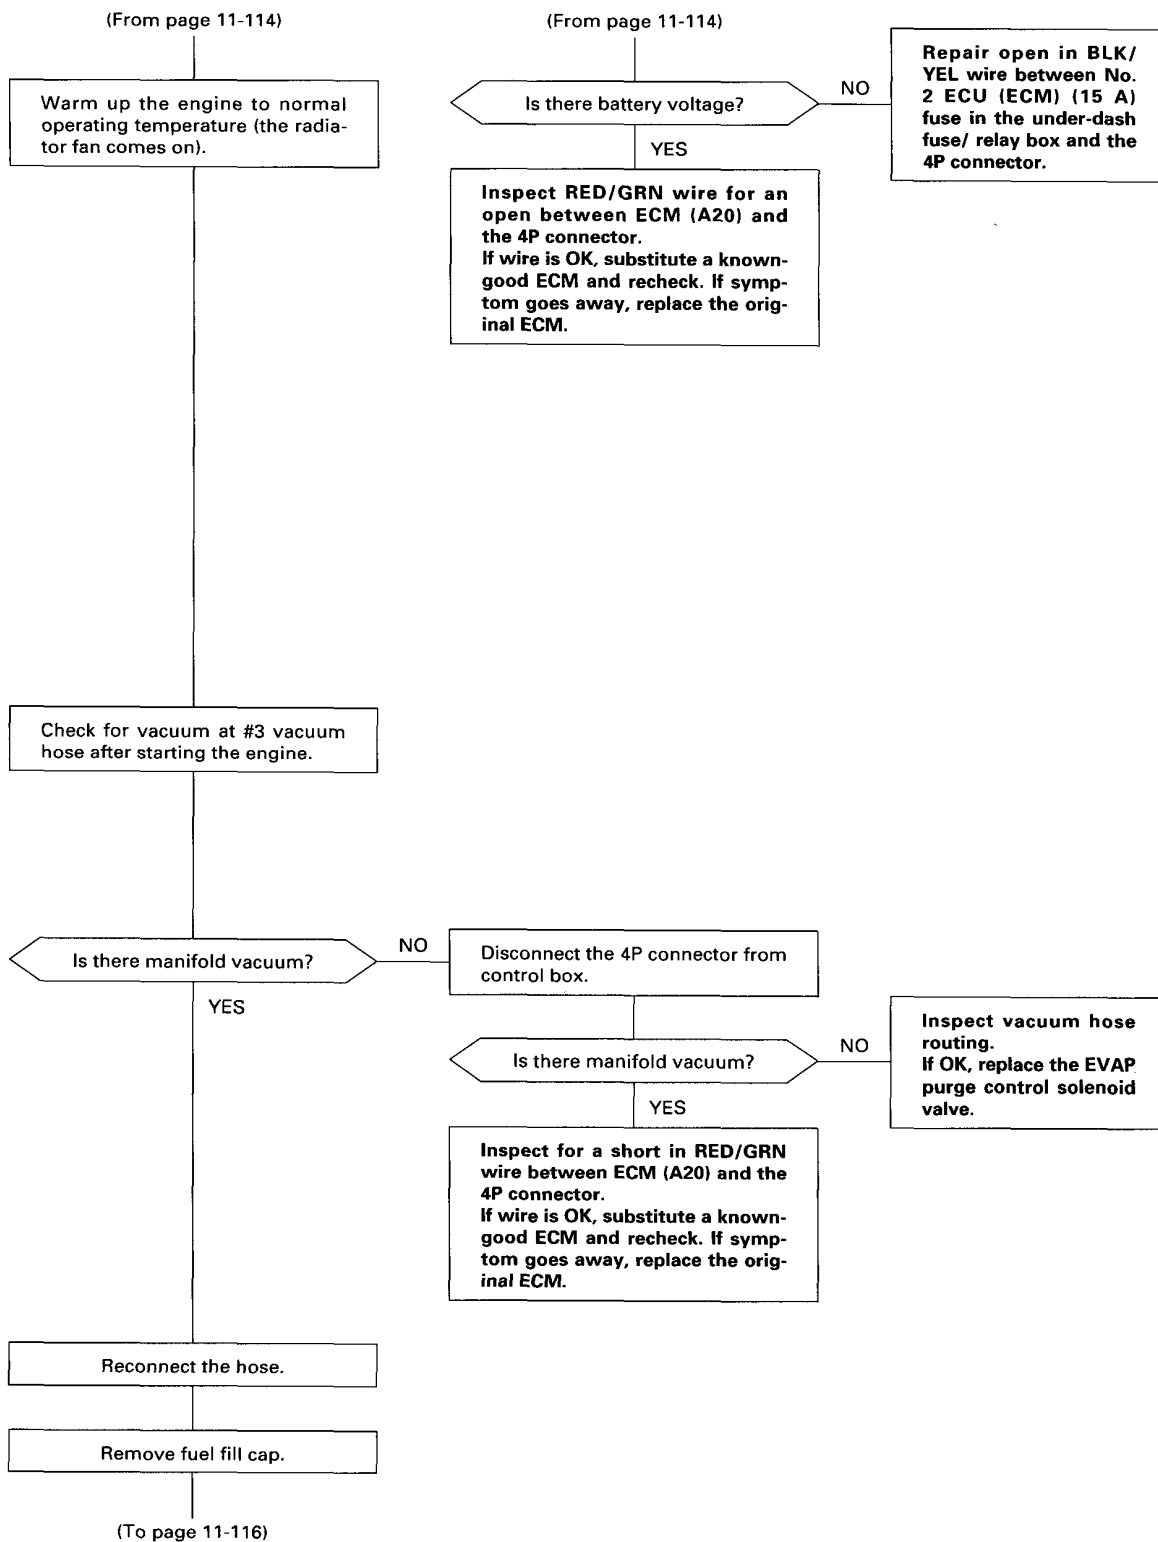 (From page 11-114)
Warm up the engine to normal
operating temperature (the radia-
tor fan comes on).
(From page 11-114)
Is there battery voltage?
NO
Repair open in BLK/
YEL wire between No.
2 ECU (ECM) (15 A)
fuse in the under-dash
fuse/ relay box and the
4P connector.
YES
Inspect RED/GRN wire for an
open between ECM (A20) and
the 4P connector.
If wire is OK, substitute a known-
good ECM and recheck. If symp-
tom goes away, replace the orig-
inal ECM.
Check for vacuum at #3 vacuum
hose after starting the engine.
Is there manifold vacuum?
NO
YES
Disconnect the 4P connector from
control box.
Is there manifold vacuum?
NO
Inspect vacuum hose
routing.
If OK, replace the EVAP
purge control solenoid
valve.
YES
Inspect for a short in RED/GRN
wire between ECM (A20) and the
4P connector.
If wire is OK, substitute a known-
good ECM and recheck. If symp-
tom goes away, replace the orig-
inal ECM.
Reconnect the hose.
Remove fuel fill cap.
(To page 11-116)